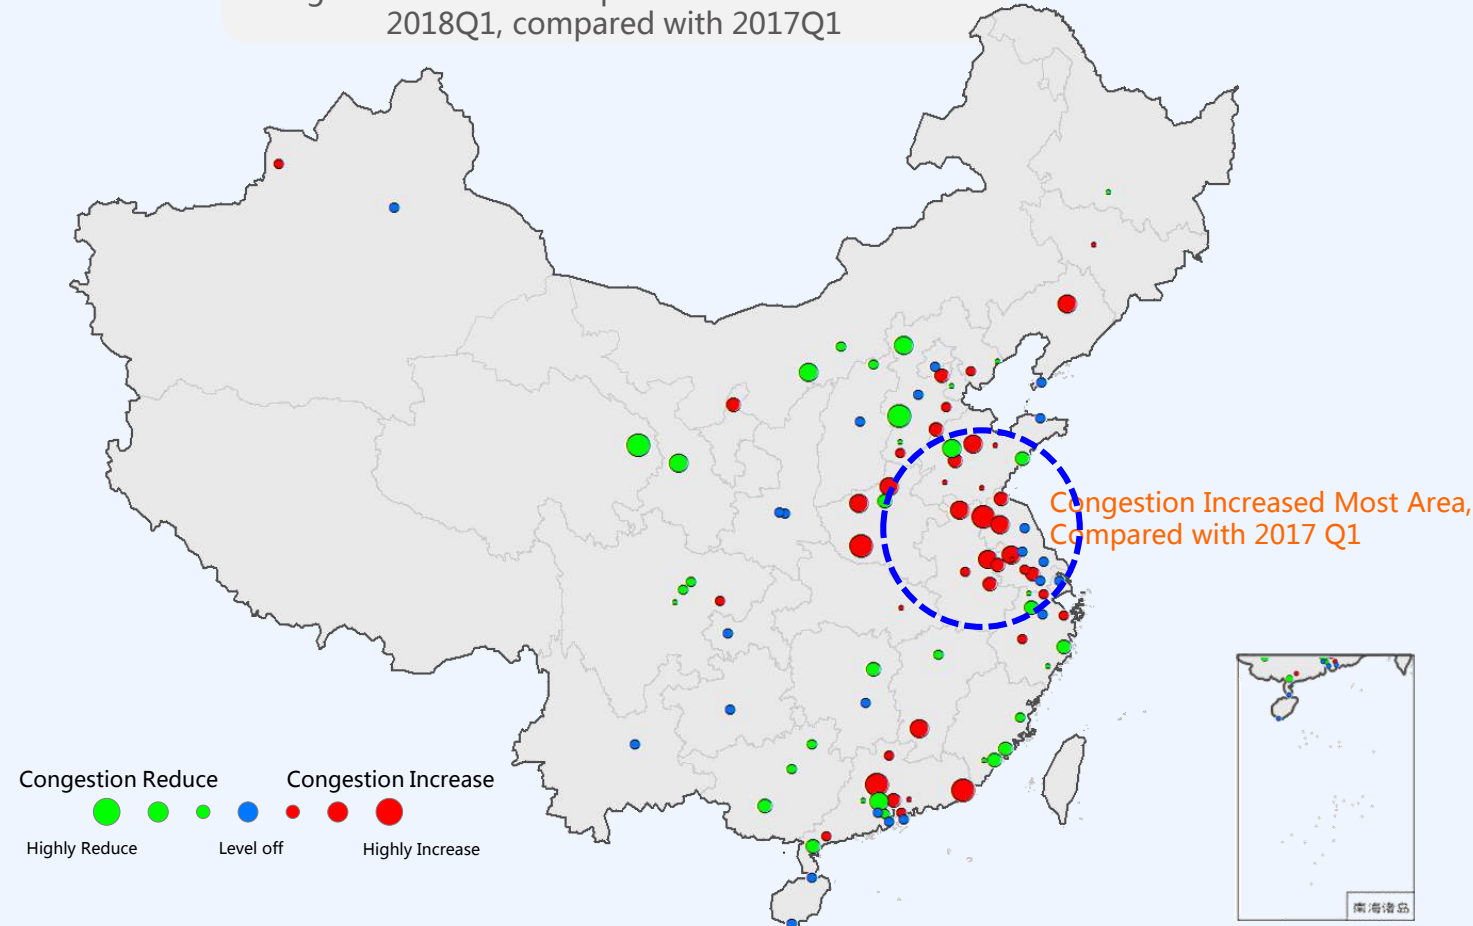 2018Q1, compared with 2017Q1
Congestion Increased Most Area,
Compared with 2017 Q1
Congestion Reduce
Congestion Increase
Highly Reduce
Level off
Highly Increase
南海诸岛